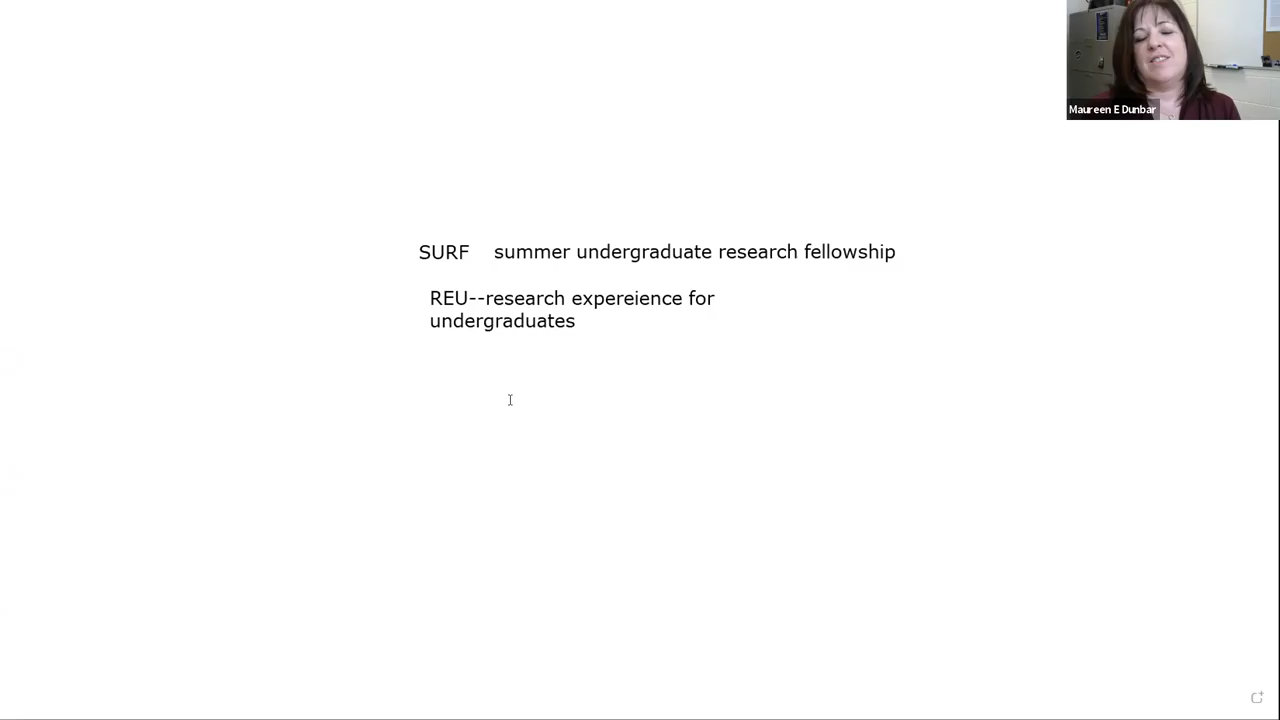 Maureen E Dunbar
SURF summer undergraduate research fellowship
REU--research expereience for
undergraduates